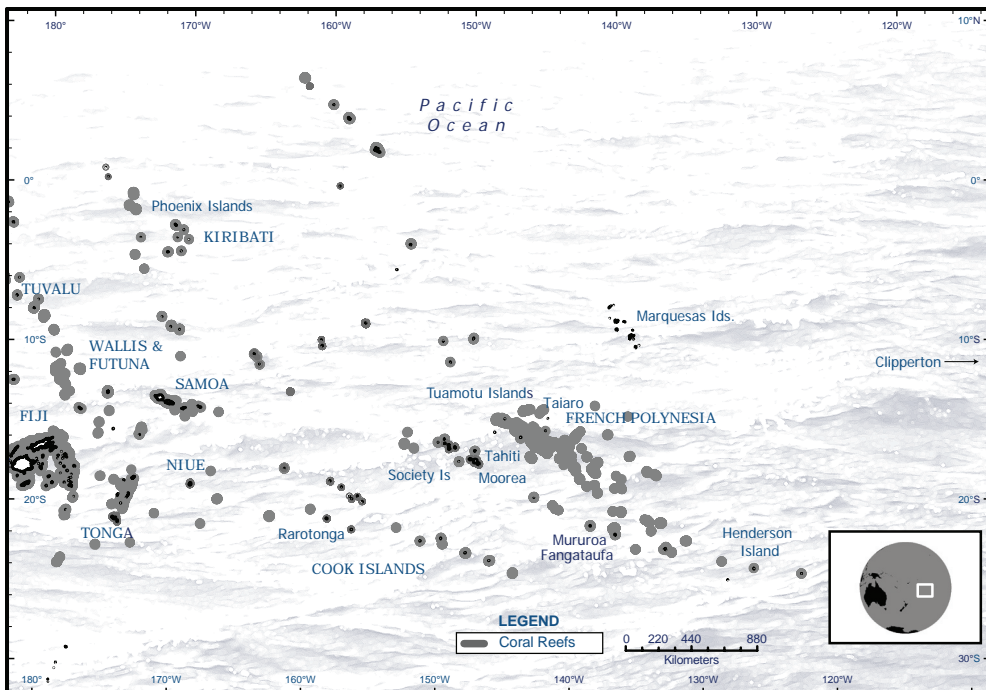 180°
170°W
160°W
150°W
140°W
130°W
120°W
10°N
Pacific
Ocean
0°
0°
Phoenix Islands
KIRIBATI
TUVALU
Marquesas Ids.
10°S
10°S
WALLIS &
FUTUNA
Clipperton
SAMOA
Tuamotu Islands
Taiaro
FIJI
FRENCH POLYNESIA
Tahiti
NIUE
Society Is
Moorea
20°S
20°S
TONGA
Rarotonga
Mururoa
Fangataufa
Henderson
Island
COOK ISLANDS
LEGEND
Coral Reefs
0 220 440 880
Kilometers
30°S
30°S
180°
170°W
160°W
150°W
140°W
130°W
120°W